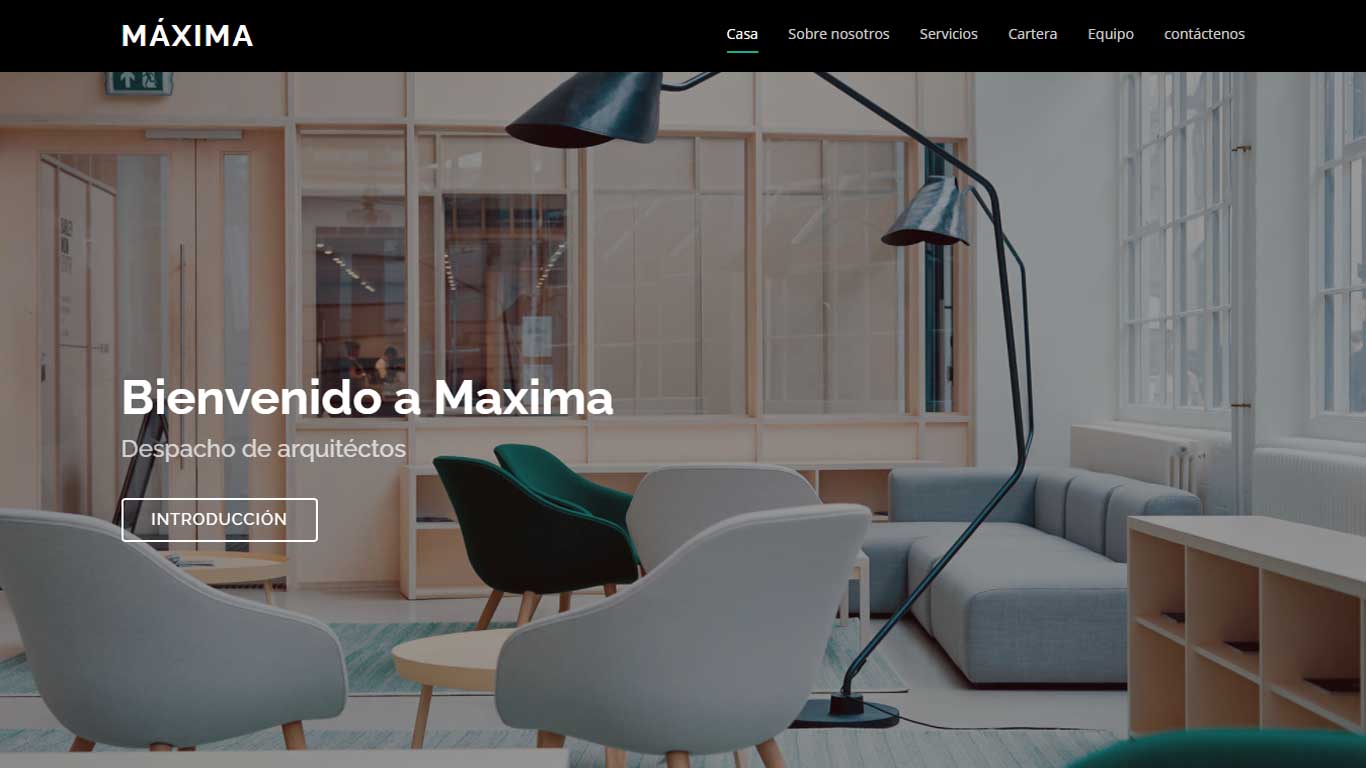 MÁXIMA
Casa Sobre nosotros Servicios Cartera Equipo contáctenos
Bienvenido a Maxima
Despacho de arquitéctos
INTRODUCCIÓN